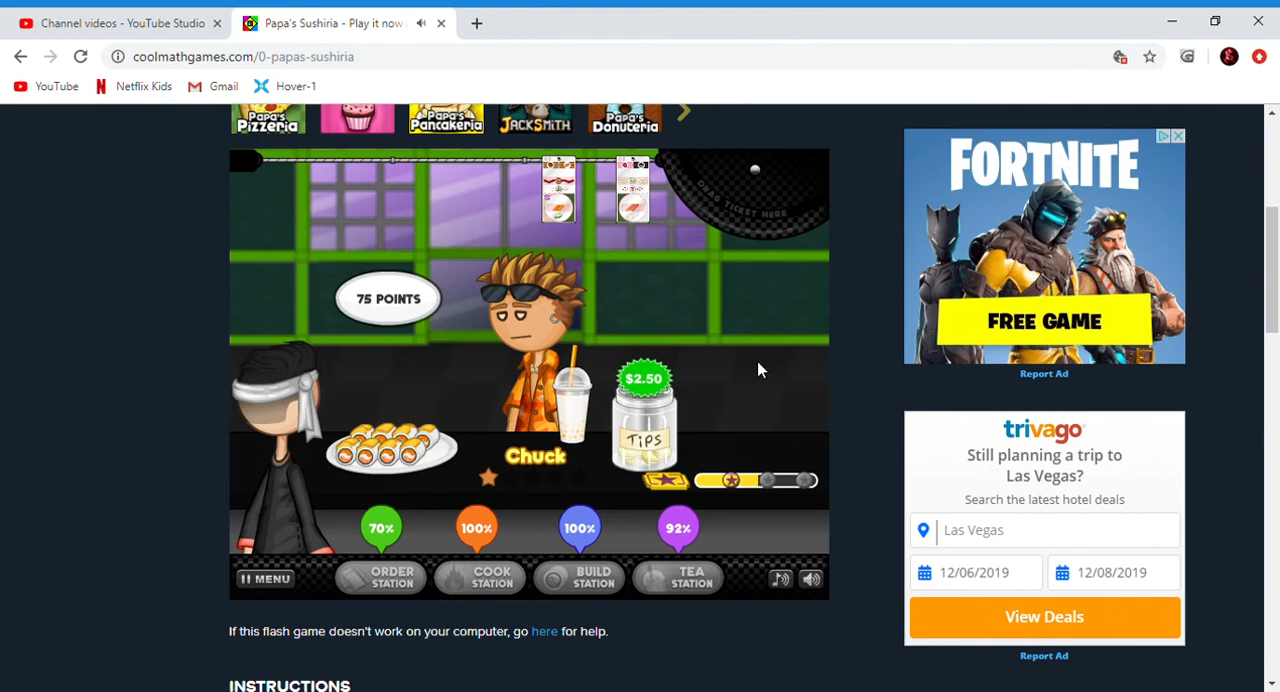 Channel videos - YouTube Studio
Papa's Sushiria - Play it now
coolmathgames.com/0-papas-sushiria
YouTube
Netflix Kids
Gmail
Hover-1
Papa's Pizzeria
Papa's Pancakeria
JackSmith
Papa's Donuteria
DRAG TICKET HERE
75 POINTS
$2.50
TIPS
Chuck
70%
100%
100%
92%
MENU
ORDER STATION
COOK STATION
BUILD STATION
TEA STATION
If this flash game doesn't work on your computer, go here for help.
INSTRUCTIONS
FORTNITE
FREE GAME
Report Ad
trivago
Still planning a trip to
Las Vegas?
Search the latest hotel deals
Las Vegas
12/06/2019
12/08/2019
View Deals
Report Ad